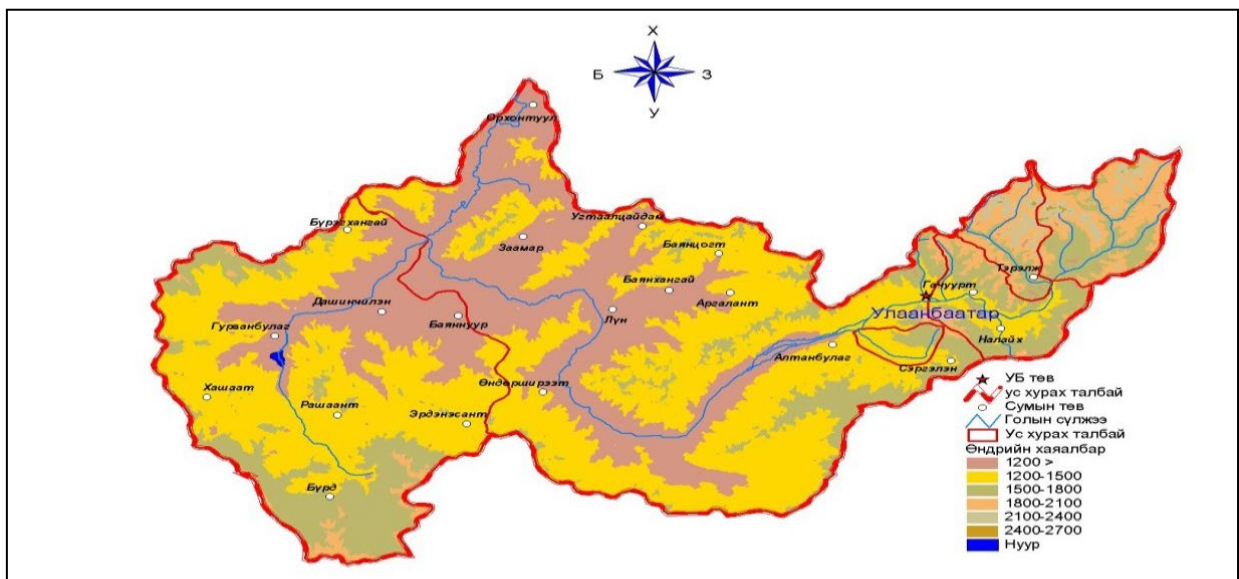 Х
Б
З
У
Орхонтуул
Бүрэгхангай
Угтаалцайдам
Заамар
Баянцогт
Тэрэлж
Баянхангай
Гачуурт
Аргалант
Дашинчилэн
Лүн
Улаанбаатар
Баяннуур
Гурванбулаг
Налайх
Алтанбулаг
Сэргэлэн
Өндөрширээт
Хашаат
Рашаант
Эрдэнэсант
Бүрд
УБ төв
ус хурах талбай
Сумын төв
Голын сүлжээ
Ус хурах талбай
Өндрийн хаяалбар
1200 >
1200-1500
1500-1800
1800-2100
2100-2400
2400-2700
Нуур